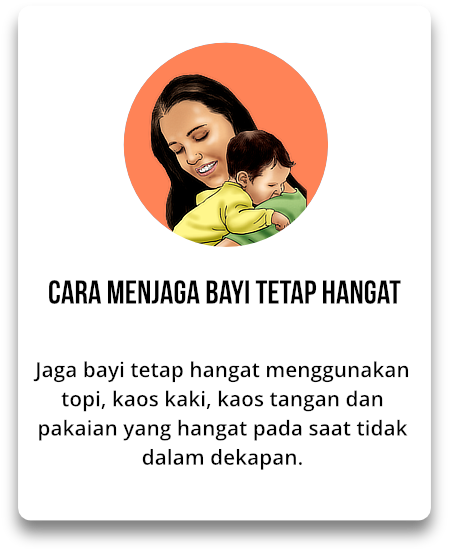 CARA MENJAGA BAYI TETAP HANGAT
Jaga bayi tetap hangat menggunakan
topi, kaos kaki, kaos tangan dan
pakaian yang hangat pada saat tidak
dalam dekapan.